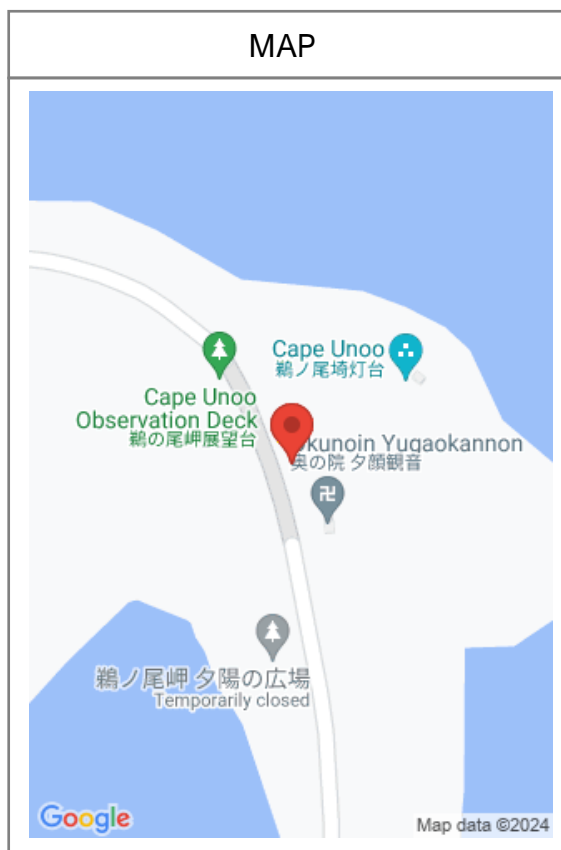 MAP
Cape Unoo
鵜ノ尾埼灯台
Cape Unoo
Observation Deck
鵜の尾岬展望台
kunoin Yugaokannon
奥の院 夕顔観音
卍
鵜ノ尾岬 夕陽の広場
Temporarily closed
Google
Map data ©2024